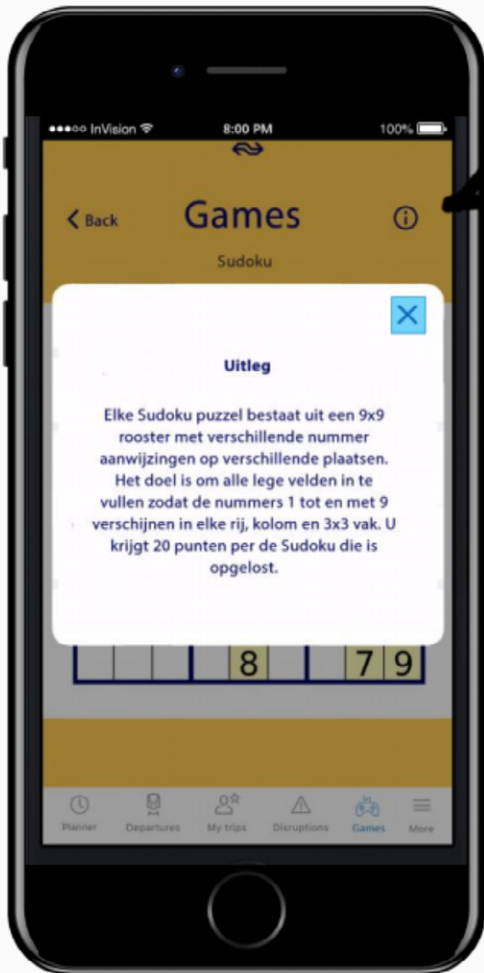 InVision 8:00 PM 100%
Back Games
Sudoku
Uitleg
Elke Sudoku puzzel bestaat uit een 9x9
rooster met verschillende nummer
aanwijzingen op verschillende plaatsen.
Het doel is om alle lege velden in te
vullen zodat de nummers 1 tot en met 9
verschijnen in elke rij, kolom en 3x3 vak. U
krijgt 20 punten per de Sudoku die is
opgelost.
8 7 9
Planner Departures My trips Disruptions Games More